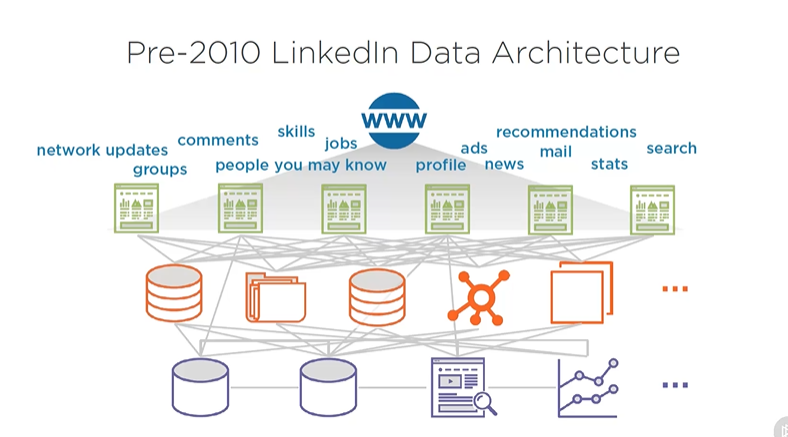 Pre-2010 LinkedIn Data Architecture
www
network updates
groups
comments
skills
people you may know
jobs
profile
ads
news
recommendations
mail
stats
search